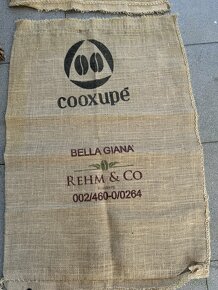 cooxupé
BELLA GIANA
REHM & CO
002/460-0/0264